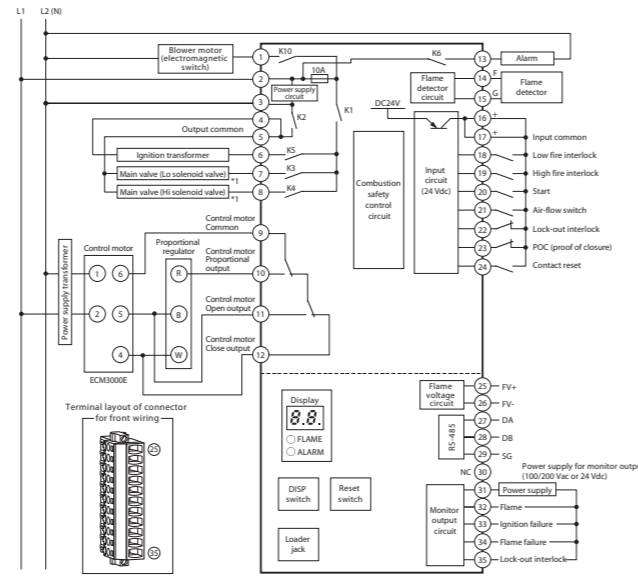 L1
L2 (N)
Blower motor
(electromagnetic
switch)
1
K10
K6
13
Alarm
2
10A
Power supply
circuit
3
4
Output common
5
K2
K1
Ignition transformer
6
K5
Main valve (Lo solenoid valve)
*1
7
K3
Main valve (Hi solenoid valve)
*1
8
K4
Flame
detector
circuit
14
F
15
G
Flame
detector
DC24V
16
+
17
+
Input common
Combustion
safety
control
circuit
Input
circuit
(24 Vdc)
18
Low fire interlock
19
High fire interlock
20
Start
21
Air-flow switch
22
Lock-out interlock
23
POC (proof of closure)
24
Contact reset
Control motor
Common
9
Power supply transformer
Control motor
1
6
2
5
4
ECM3000E
Proportional
regulator
R
B
W
Control motor
Proportional
output
10
Control motor
Open output
11
Control motor
Close output
12
Terminal layout of connector
for front wiring
25
35
Display
8.8.
FLAME
ALARM
DISP
switch
Reset
switch
Loader
jack
Flame
voltage
circuit
25
FV+
26
FV-
RS-485
27
DA
28
DB
29
SG
NC
30
Power supply for monitor output
(100/200 Vac or 24 Vdc)
Monitor
output
circuit
31
Power supply
32
Flame
33
Ignition failure
34
Flame failure
35
Lock-out interlock